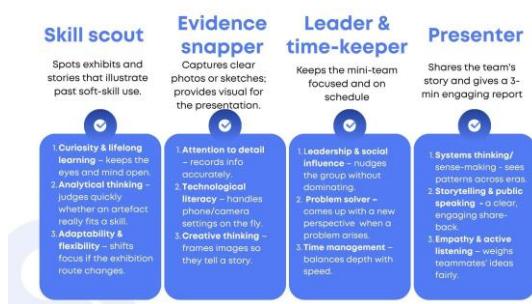 Skill scout
Spots exhibits and
stories that illustrate
past soft-skill use.
1. Curiosity & lifelong
learning – keeps the
eyes and mind open.
2. Analytical thinking –
judges quickly
whether an artefact
really fits a skill.
3. Adaptability &
flexibility – shifts
focus if the exhibition
route changes.
Evidence
snapper
Captures clear
photos or sketches;
provides visual for
the presentation.
1. Attention to detail
– records info
accurately.
2. Technological
literacy – handles
phone/camera
settings on the fly.
3. Creative thinking –
frames images so
they tell a story.
Leader &
time-keeper
Keeps the mini-team
focused and on
schedule
1. Leadership & social
influence – nudges
the group without
dominating.
2. Problem solver –
comes up with a new
perspective when a
problem arises.
3. Time management –
balances depth with
speed.
Presenter
Shares the team's
story and gives a 3-
min engaging report
1. Systems thinking/
sense-making - sees
patterns across eras.
2. Storytelling & public
speaking - a clear,
engaging share-
back.
3. Empathy & active
listening – weighs
teammates' ideas
fairly.